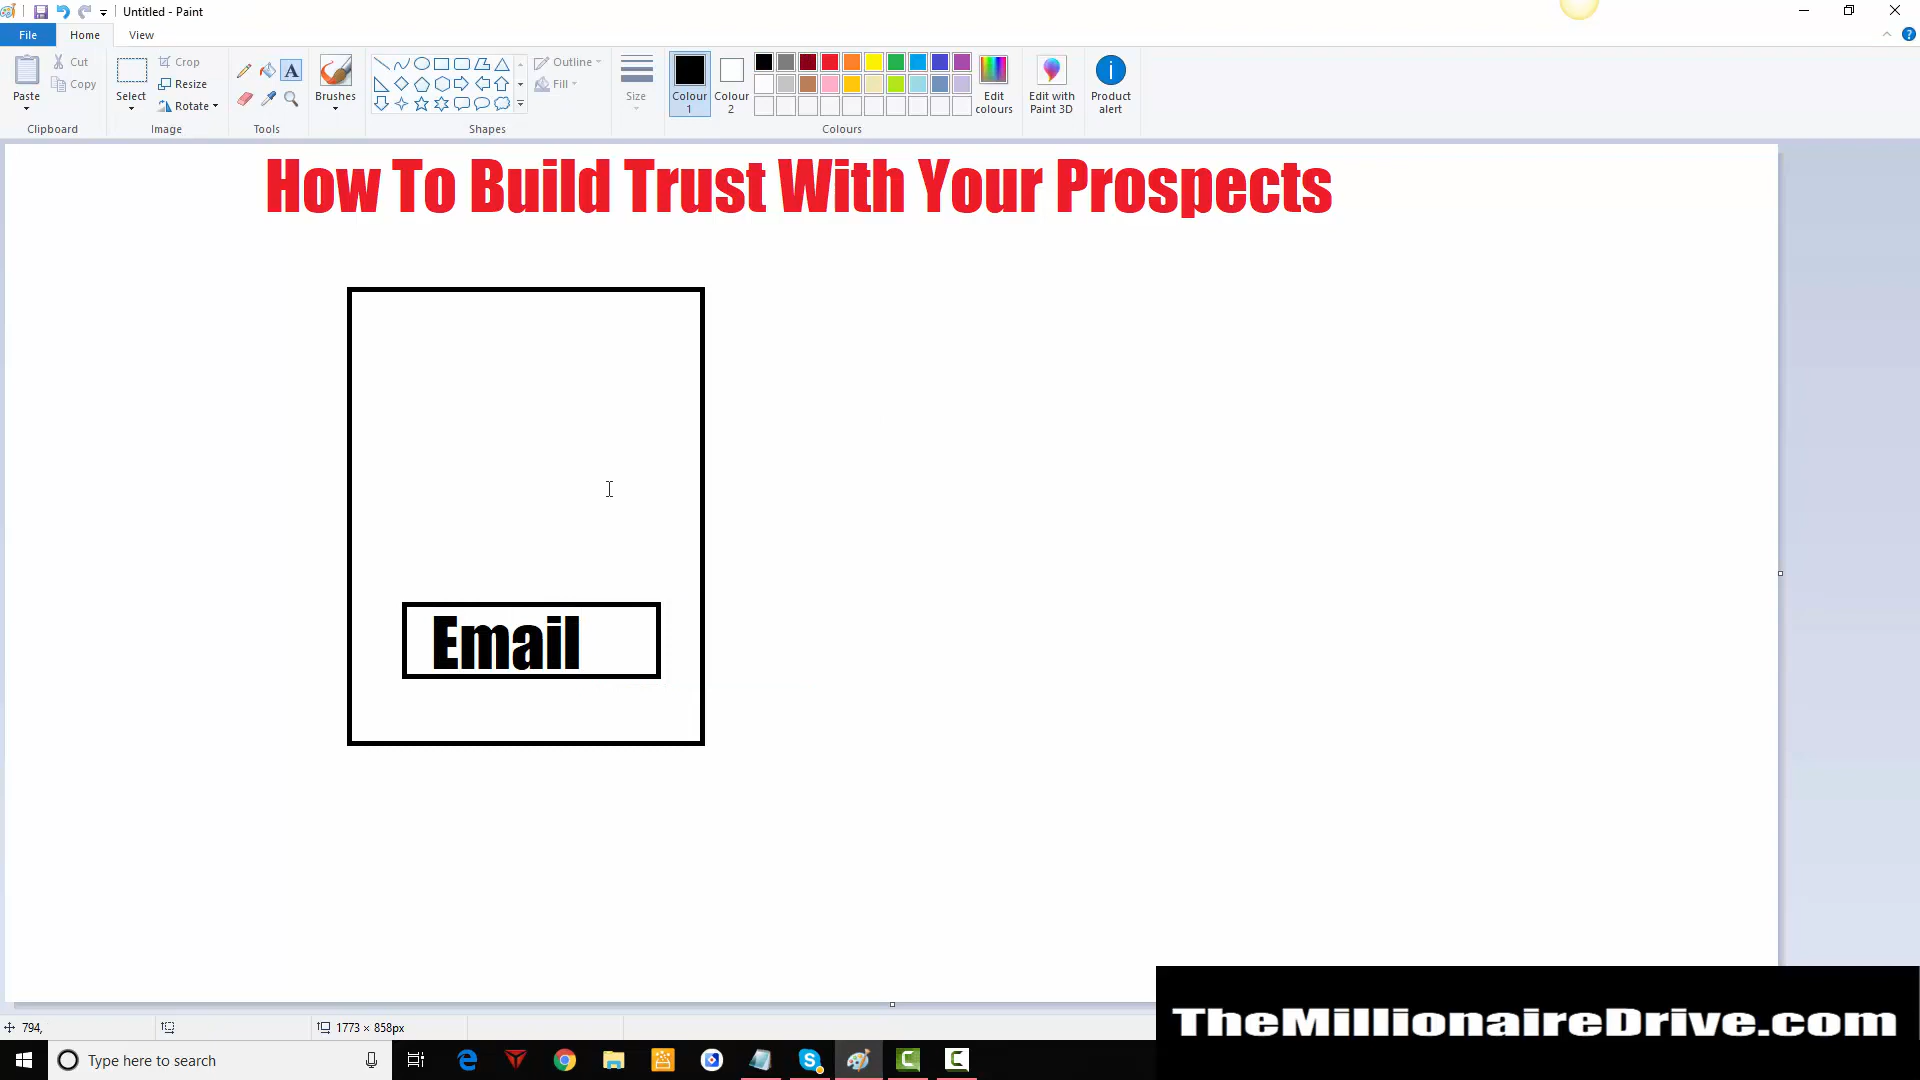 Untitled - Paint
File Home View
Paste
Cut
Copy
Clipboard
Select
Crop
Resize
Rotate
Image
A
Tools
Brushes
Outline
Fill
Shapes
Size
Colour 1
Colour 2
Edit colours
Colours
Edit with Paint 3D
Product alert
How To Build Trust With Your Prospects
Email
794,
1773 × 858px
TheMillionaireDrive.com
Type here to search